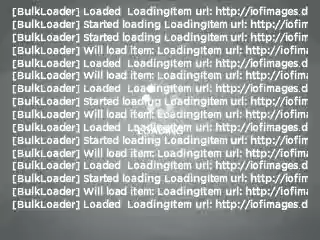 [BulkLoader] Loaded LoadingItem url: http://iofimages.d
[BulkLoader] Started loading LoadingItem url: http://iofim
[BulkLoader] Will load item: LoadingItem url: http://iofima
[BulkLoader] Loaded LoadingItem url: http://iofimages.d
[BulkLoader] Started loading LoadingItem url: http://iofim
[BulkLoader] Will load item: LoadingItem url: http://iofima
[BulkLoader] Loaded LoadingItem url: http://iofimages.d
[BulkLoader] Started loading LoadingItem url: http://iofim
[BulkLoader] Will load item: LoadingItem url: http://iofima
[BulkLoader] Loaded LoadingItem url: http://iofimages.d
[BulkLoader] Started loading LoadingItem url: http://iofim
[BulkLoader] Will load item: LoadingItem url: http://iofima
[BulkLoader] Loaded LoadingItem url: http://iofimages.d
[BulkLoader] Started loading LoadingItem url: http://iofim
[BulkLoader] Will load item: LoadingItem url: http://iofima
[BulkLoader] Loaded LoadingItem url: http://iofimages.d